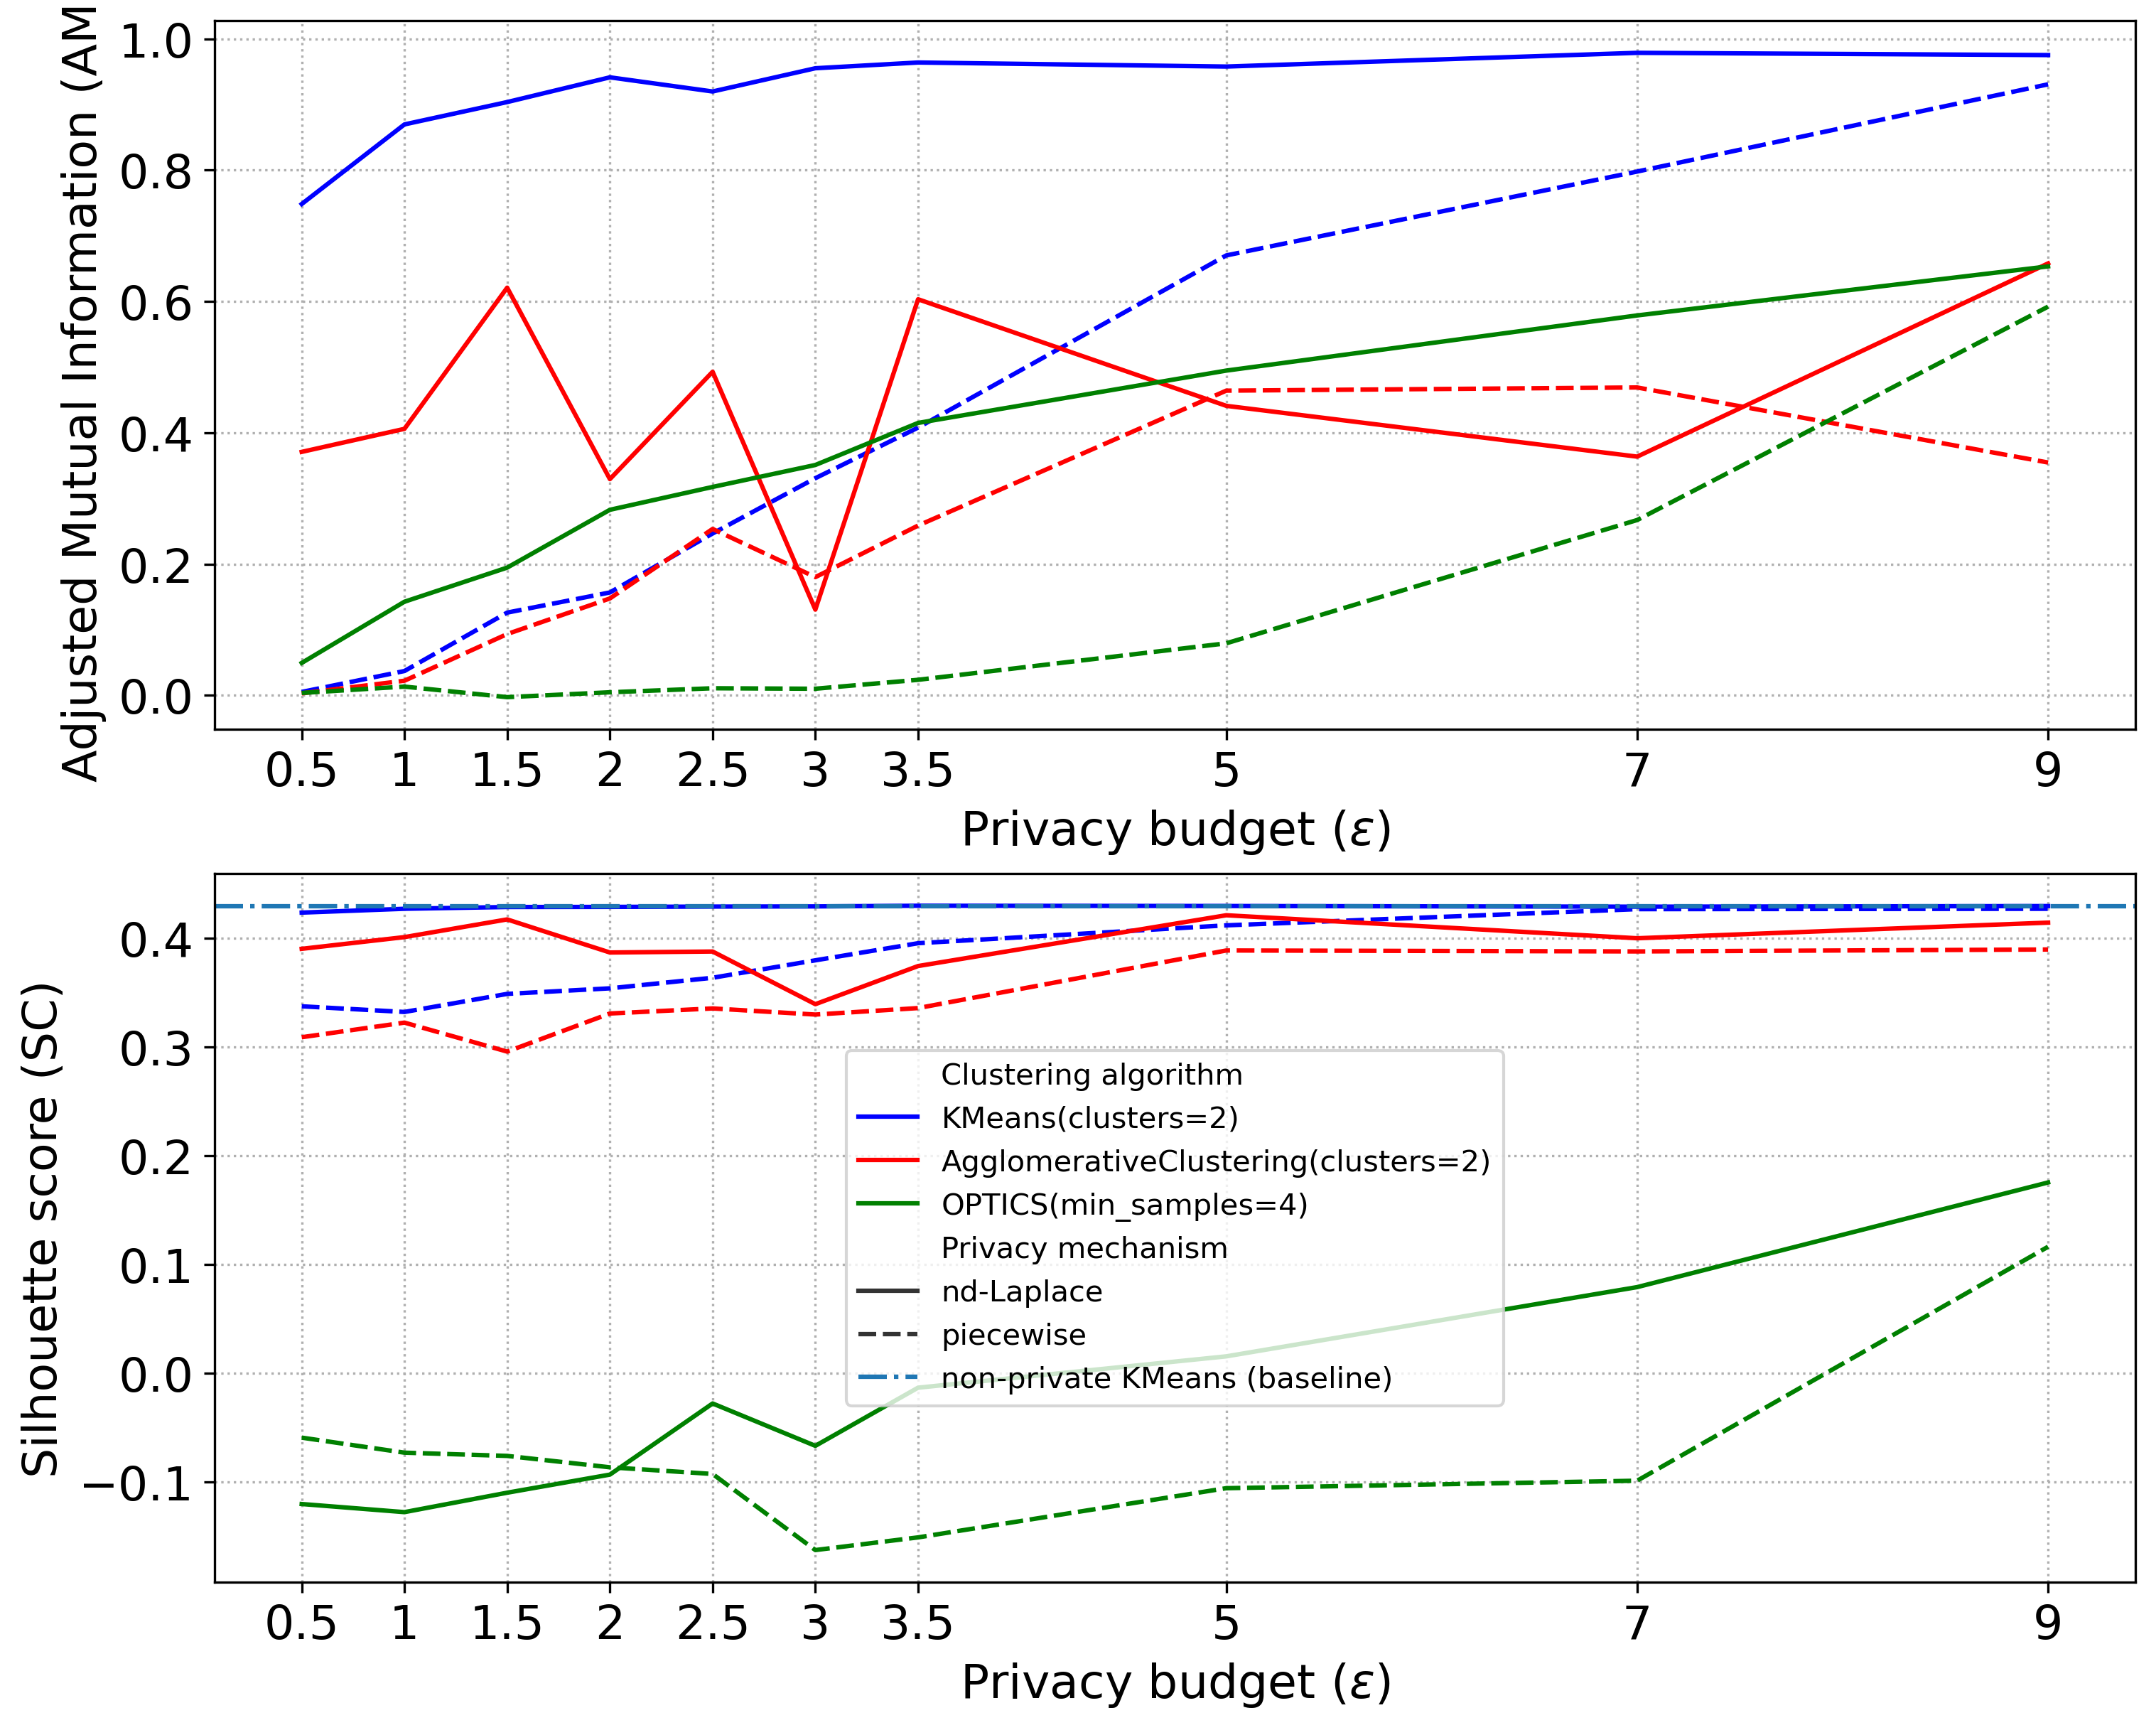 Adjusted Mutual Information (AM
1.0
0.8
0.6
0.4
0.2
0.0
0.5 1 1.5 2 2.5 3 3.5 5 7 9
Privacy budget (ε)
Silhouette score (SC)
0.4
0.3
0.2
0.1
0.0
−0.1
Clustering algorithm
KMeans(clusters=2)
AgglomerativeClustering(clusters=2)
OPTICS(min_samples=4)
Privacy mechanism
nd-Laplace
piecewise
non-private KMeans (baseline)
0.5 1 1.5 2 2.5 3 3.5 5 7 9
Privacy budget (ε)